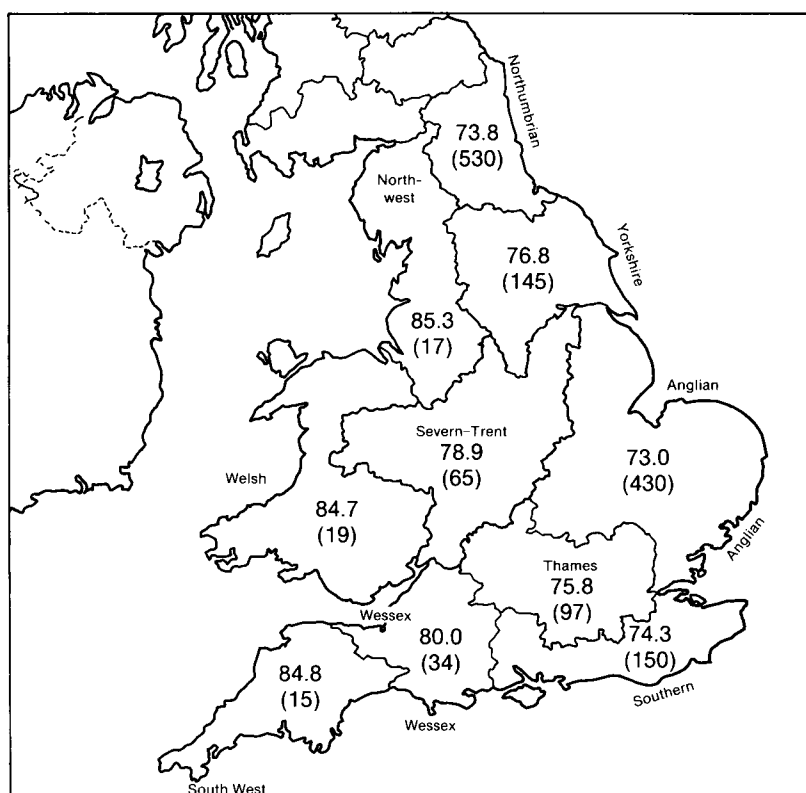 Northumbrian
73.8
(530)
North-
west
Yorkshire
76.8
(145)
85.3
(17)
Anglian
Severn-Trent
78.9
(65)
73.0
(430)
Welsh
84.7
(19)
Anglian
Thames
75.8
(97)
Wessex
80.0
(34)
74.3
(150)
Southern
84.8
(15)
Wessex
South West